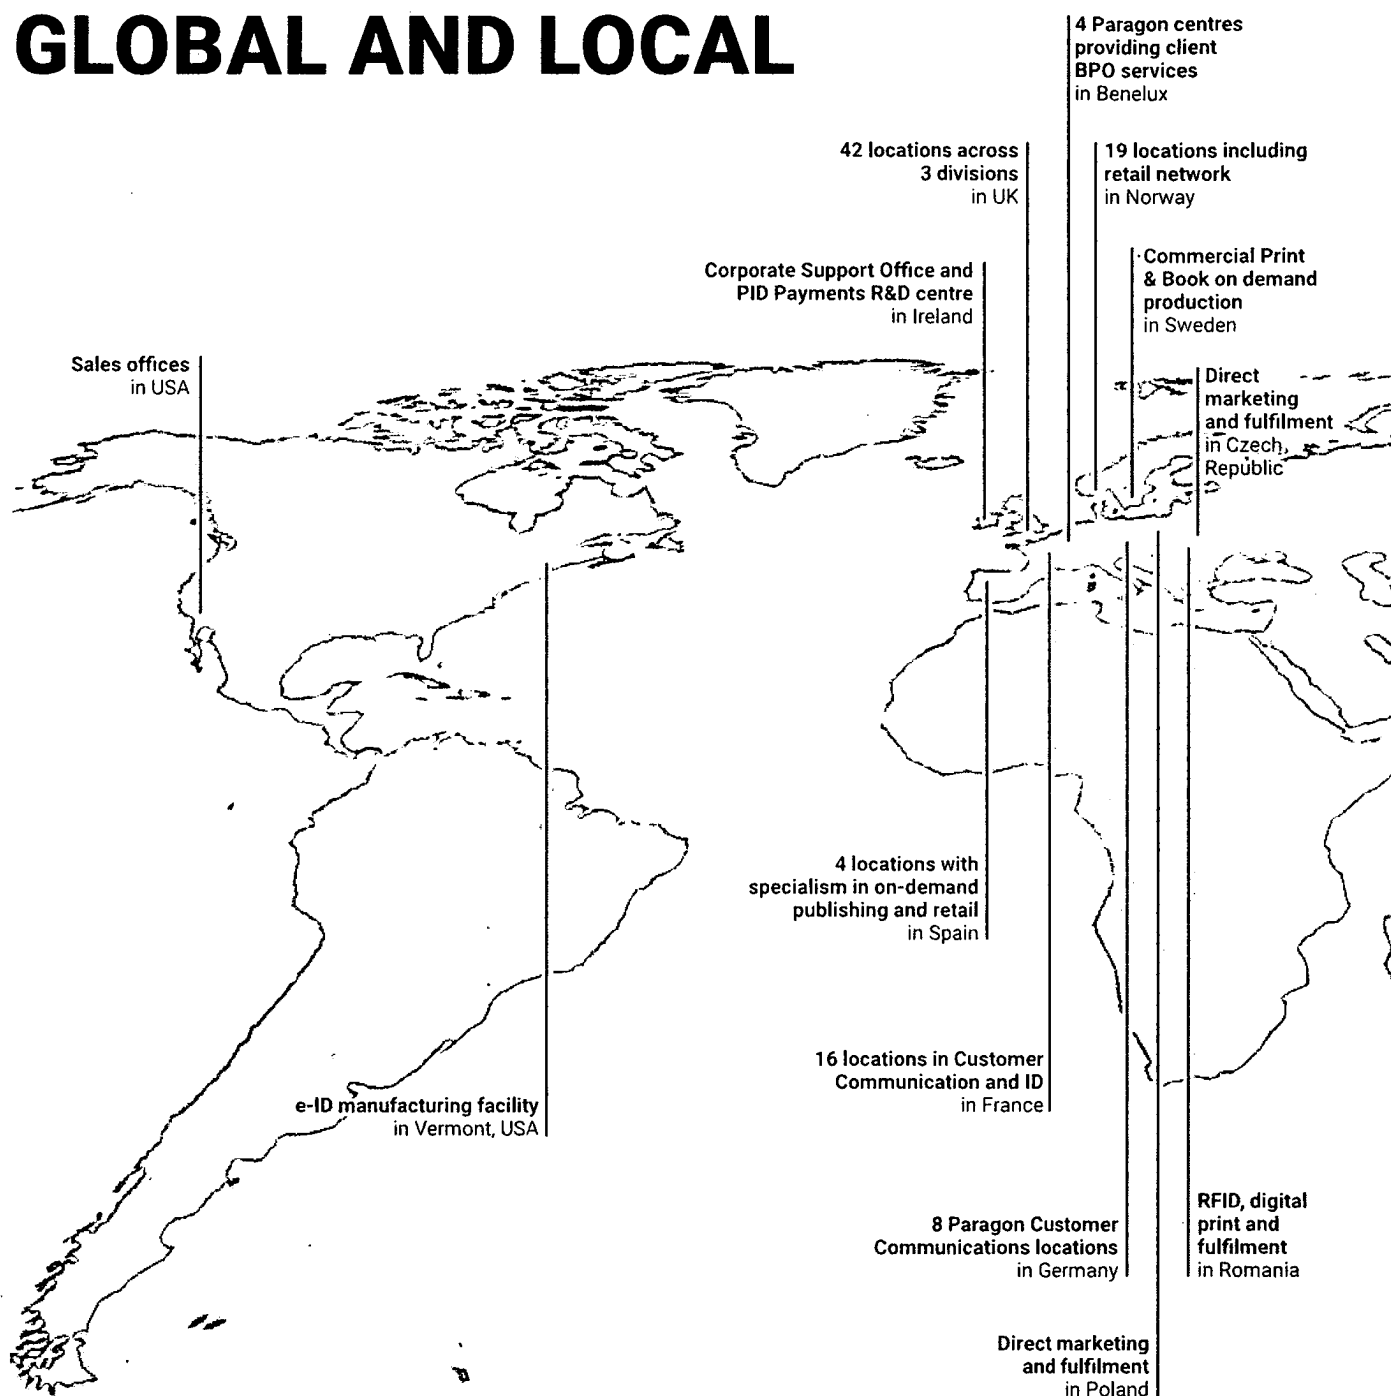 GLOBAL AND LOCAL
4 Paragon centres
providing client
BPO services
in Benelux
42 locations across
3 divisions
in UK
19 locations including
retail network
in Norway
Corporate Support Office and
PID Payments R&D centre
in Ireland
Commercial Print
& Book on demand
production
in Sweden
Sales offices
in USA
Direct
marketing
and fulfilment
in Czech
Republic
4 locations with
specialism in on-demand
publishing and retail
in Spain
16 locations in Customer
Communication and ID
in France
e-ID manufacturing facility
in Vermont, USA
8 Paragon Customer
Communications locations
in Germany
RFID, digital
print and
fulfilment
in Romania
Direct marketing
and fulfilment
in Poland